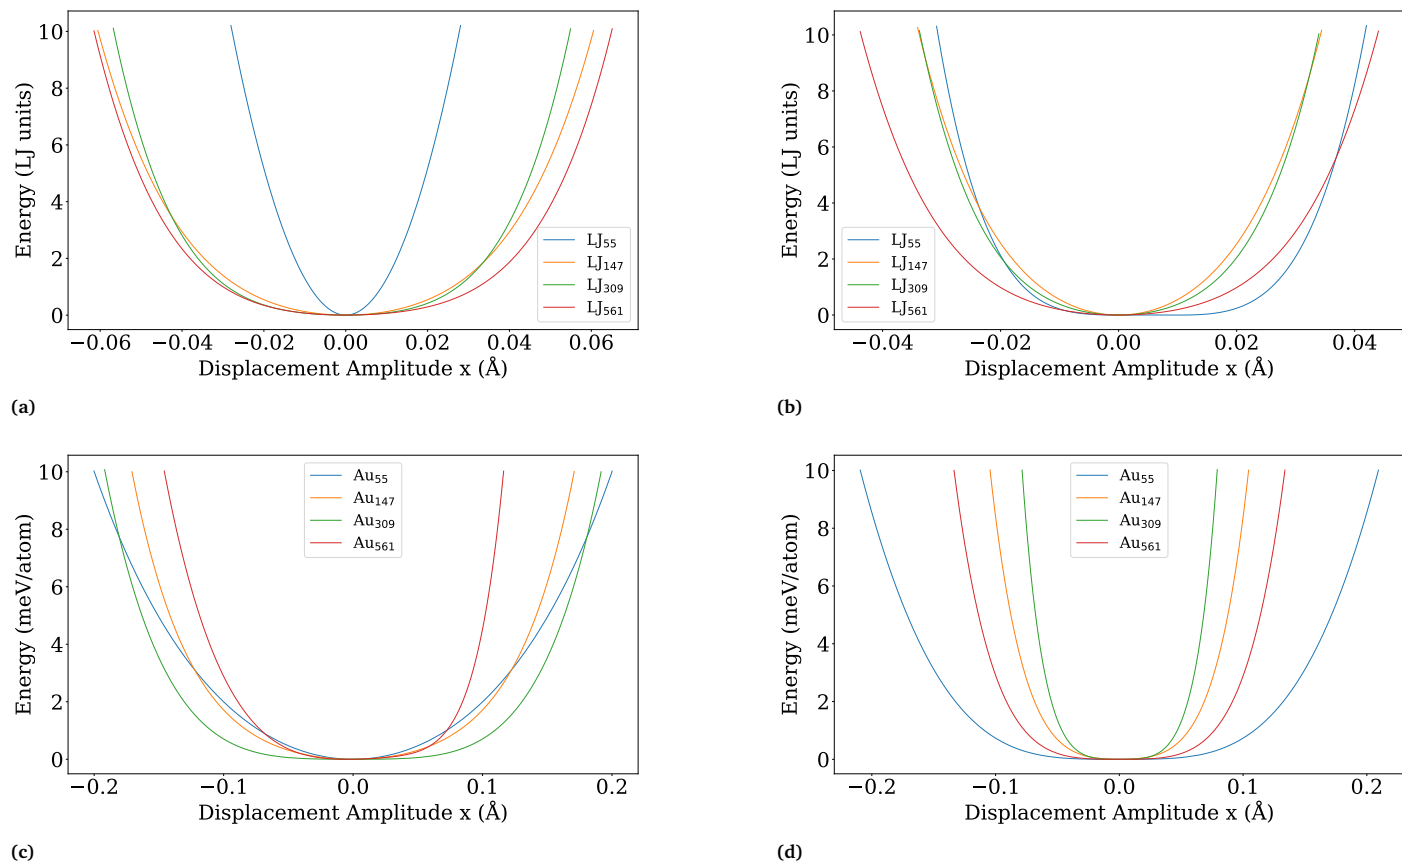 10
8
6
4
2
0
Energy (LJ units)
LJ55
LJ147
LJ309
LJ561
−0.06 −0.04 −0.02 0.00 0.02 0.04 0.06
Displacement Amplitude x (Å)
(a)
10
8
6
4
2
0
Energy (LJ units)
LJ55
LJ147
LJ309
LJ561
−0.04 −0.02 0.00 0.02 0.04
Displacement Amplitude x (Å)
(b)
10
8
6
4
2
0
Energy (meV/atom)
Au55
Au147
Au309
Au561
−0.2 −0.1 0.0 0.1 0.2
Displacement Amplitude x (Å)
(c)
10
8
6
4
2
0
Energy (meV/atom)
Au55
Au147
Au309
Au561
−0.2 −0.1 0.0 0.1 0.2
Displacement Amplitude x (Å)
(d)